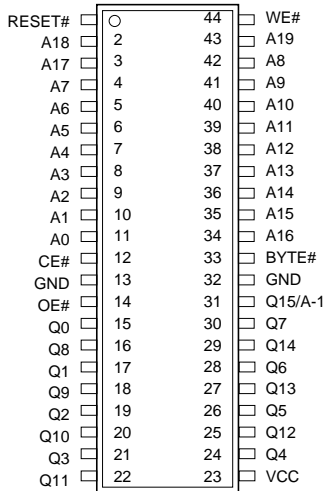 RESET# 44 WE#
A18 2 43 A19
A17 3 42 A8
A7 4 41 A9
A6 5 40 A10
A5 6 39 A11
A4 7 38 A12
A3 8 37 A13
A2 9 36 A14
A1 10 35 A15
A0 11 34 A16
CE# 12 33 BYTE#
GND 13 32 GND
OE# 14 31 Q15/A-1
Q0 15 30 Q7
Q8 16 29 Q14
Q1 17 28 Q6
Q9 18 27 Q13
Q2 19 26 Q5
Q10 20 25 Q12
Q3 21 24 Q4
Q11 22 23 VCC